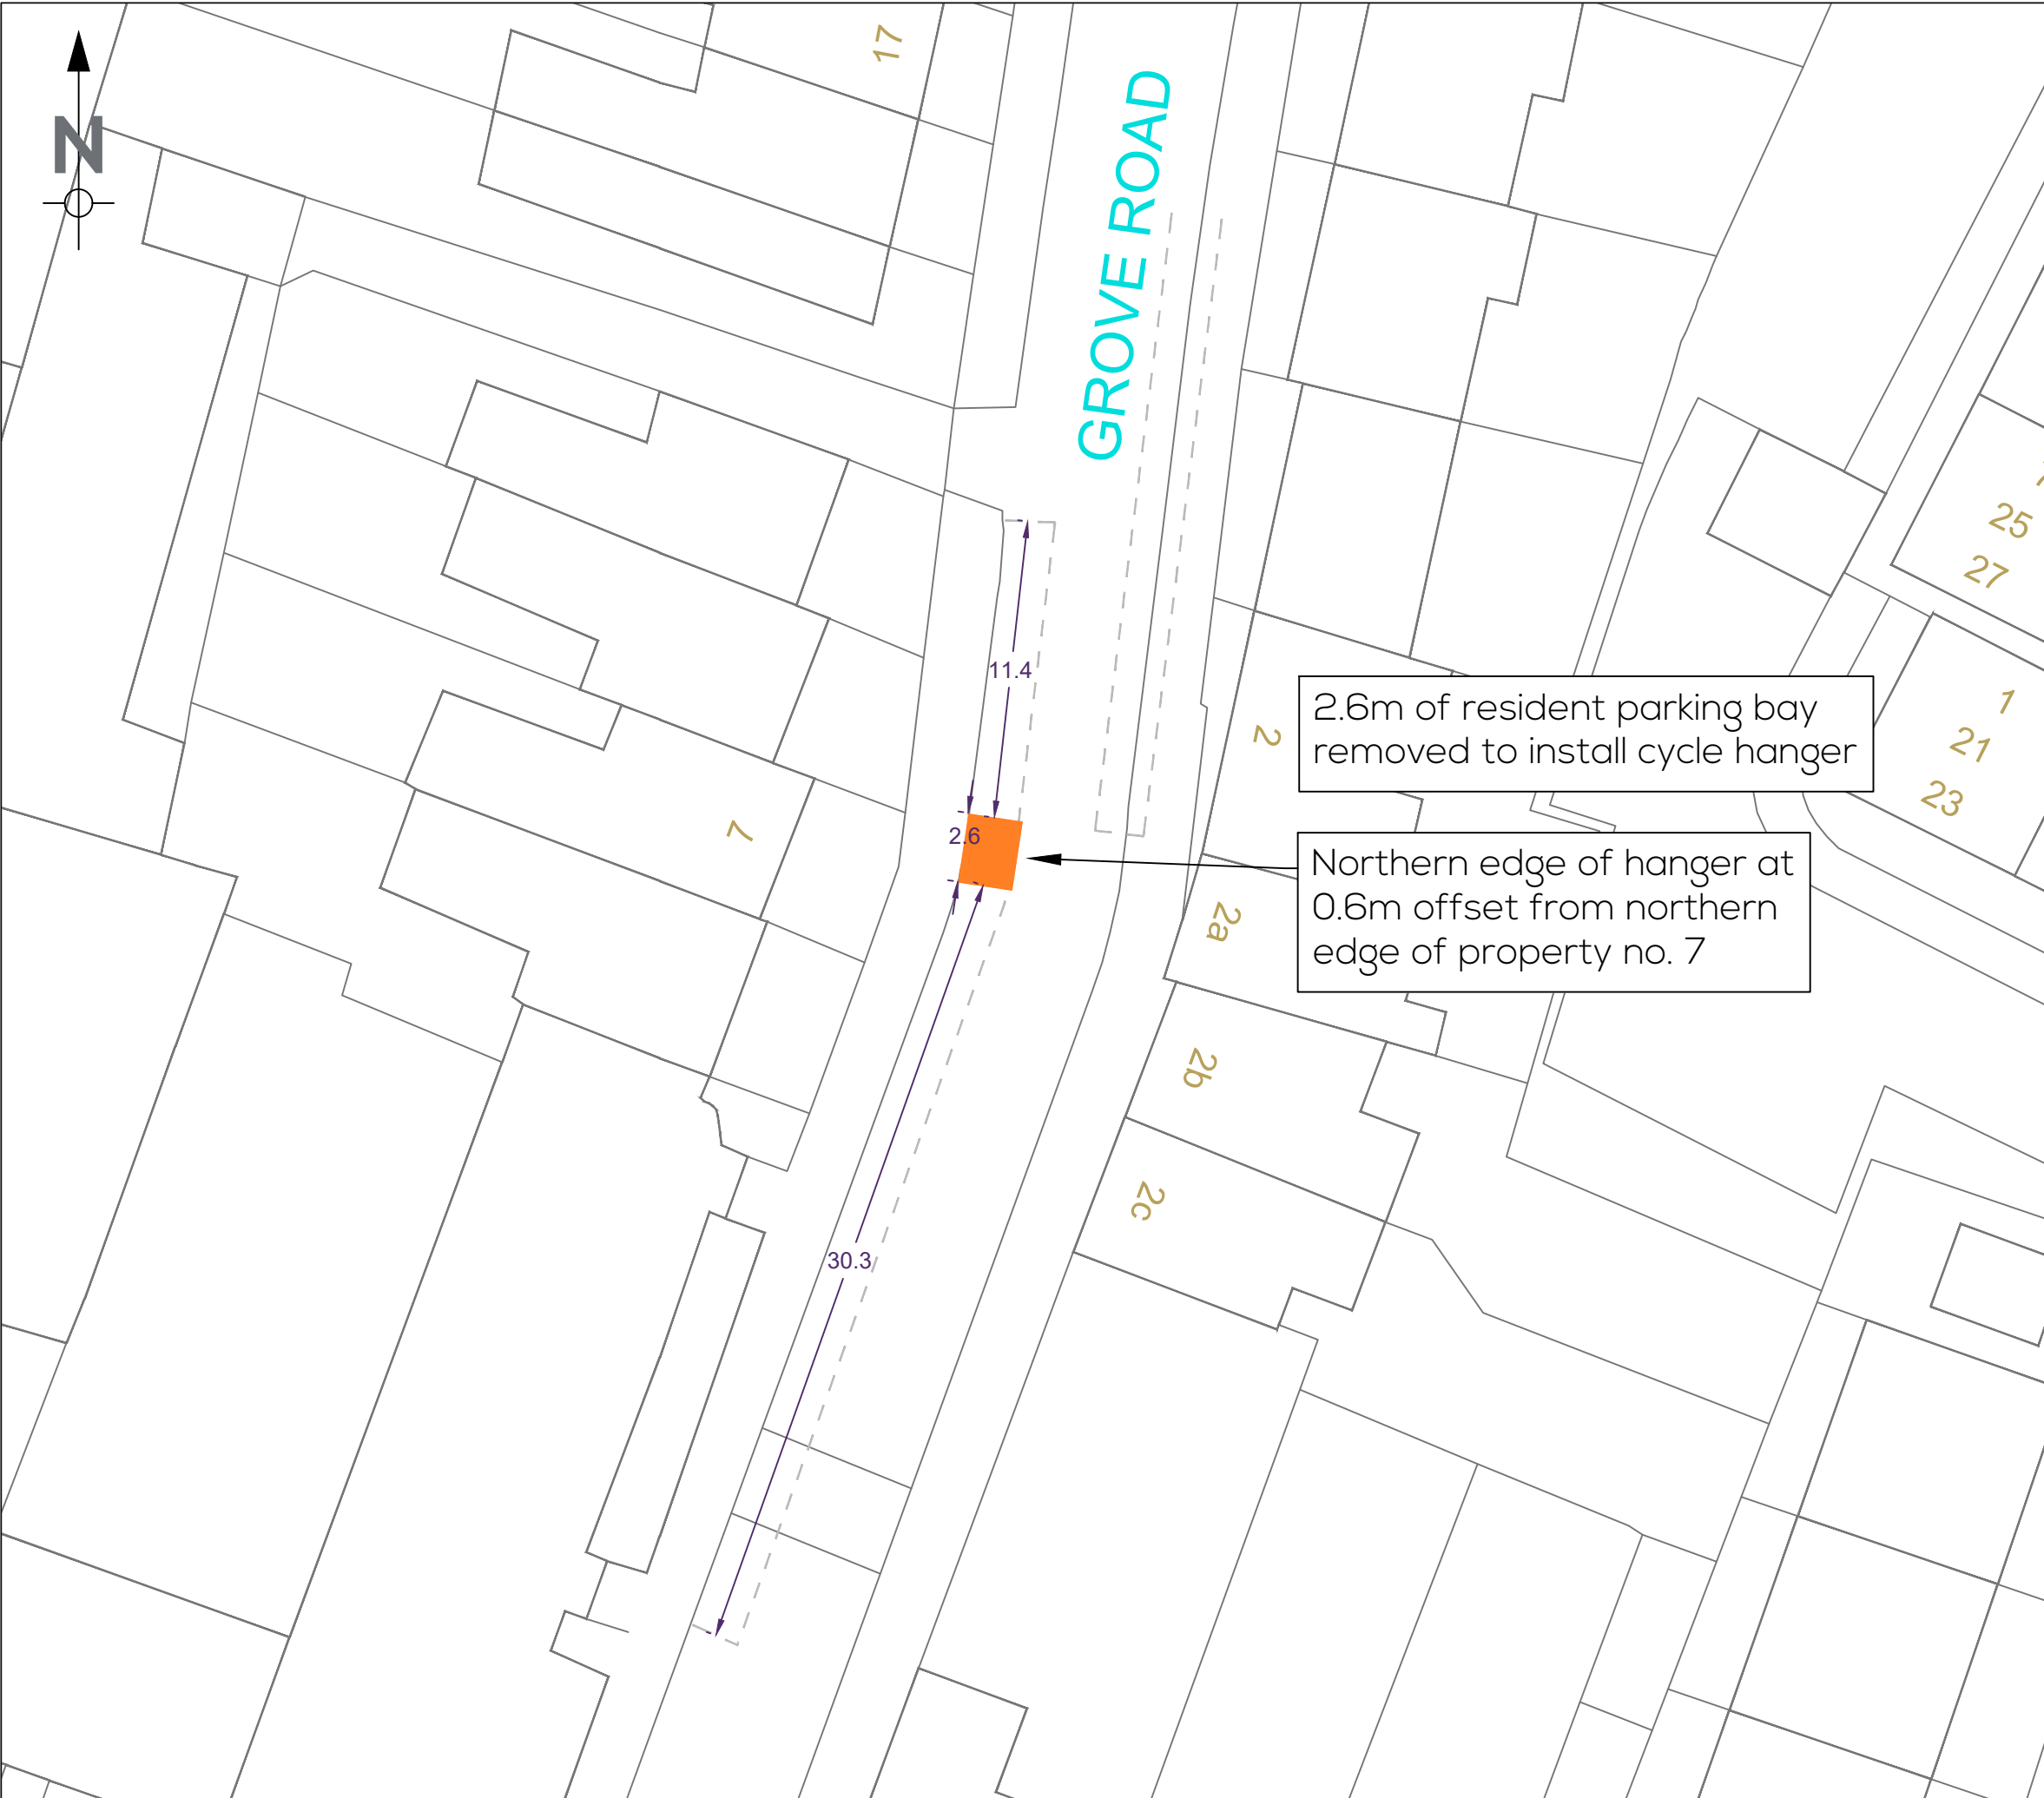 17
N
GROVE ROAD
25
27
11.4
2.6m of resident parking bay
removed to install cycle hanger
1
21
23
2
7
2.6
Northern edge of hanger at
0.6m offset from northern
edge of property no. 7
2a
2b
2c
30.3